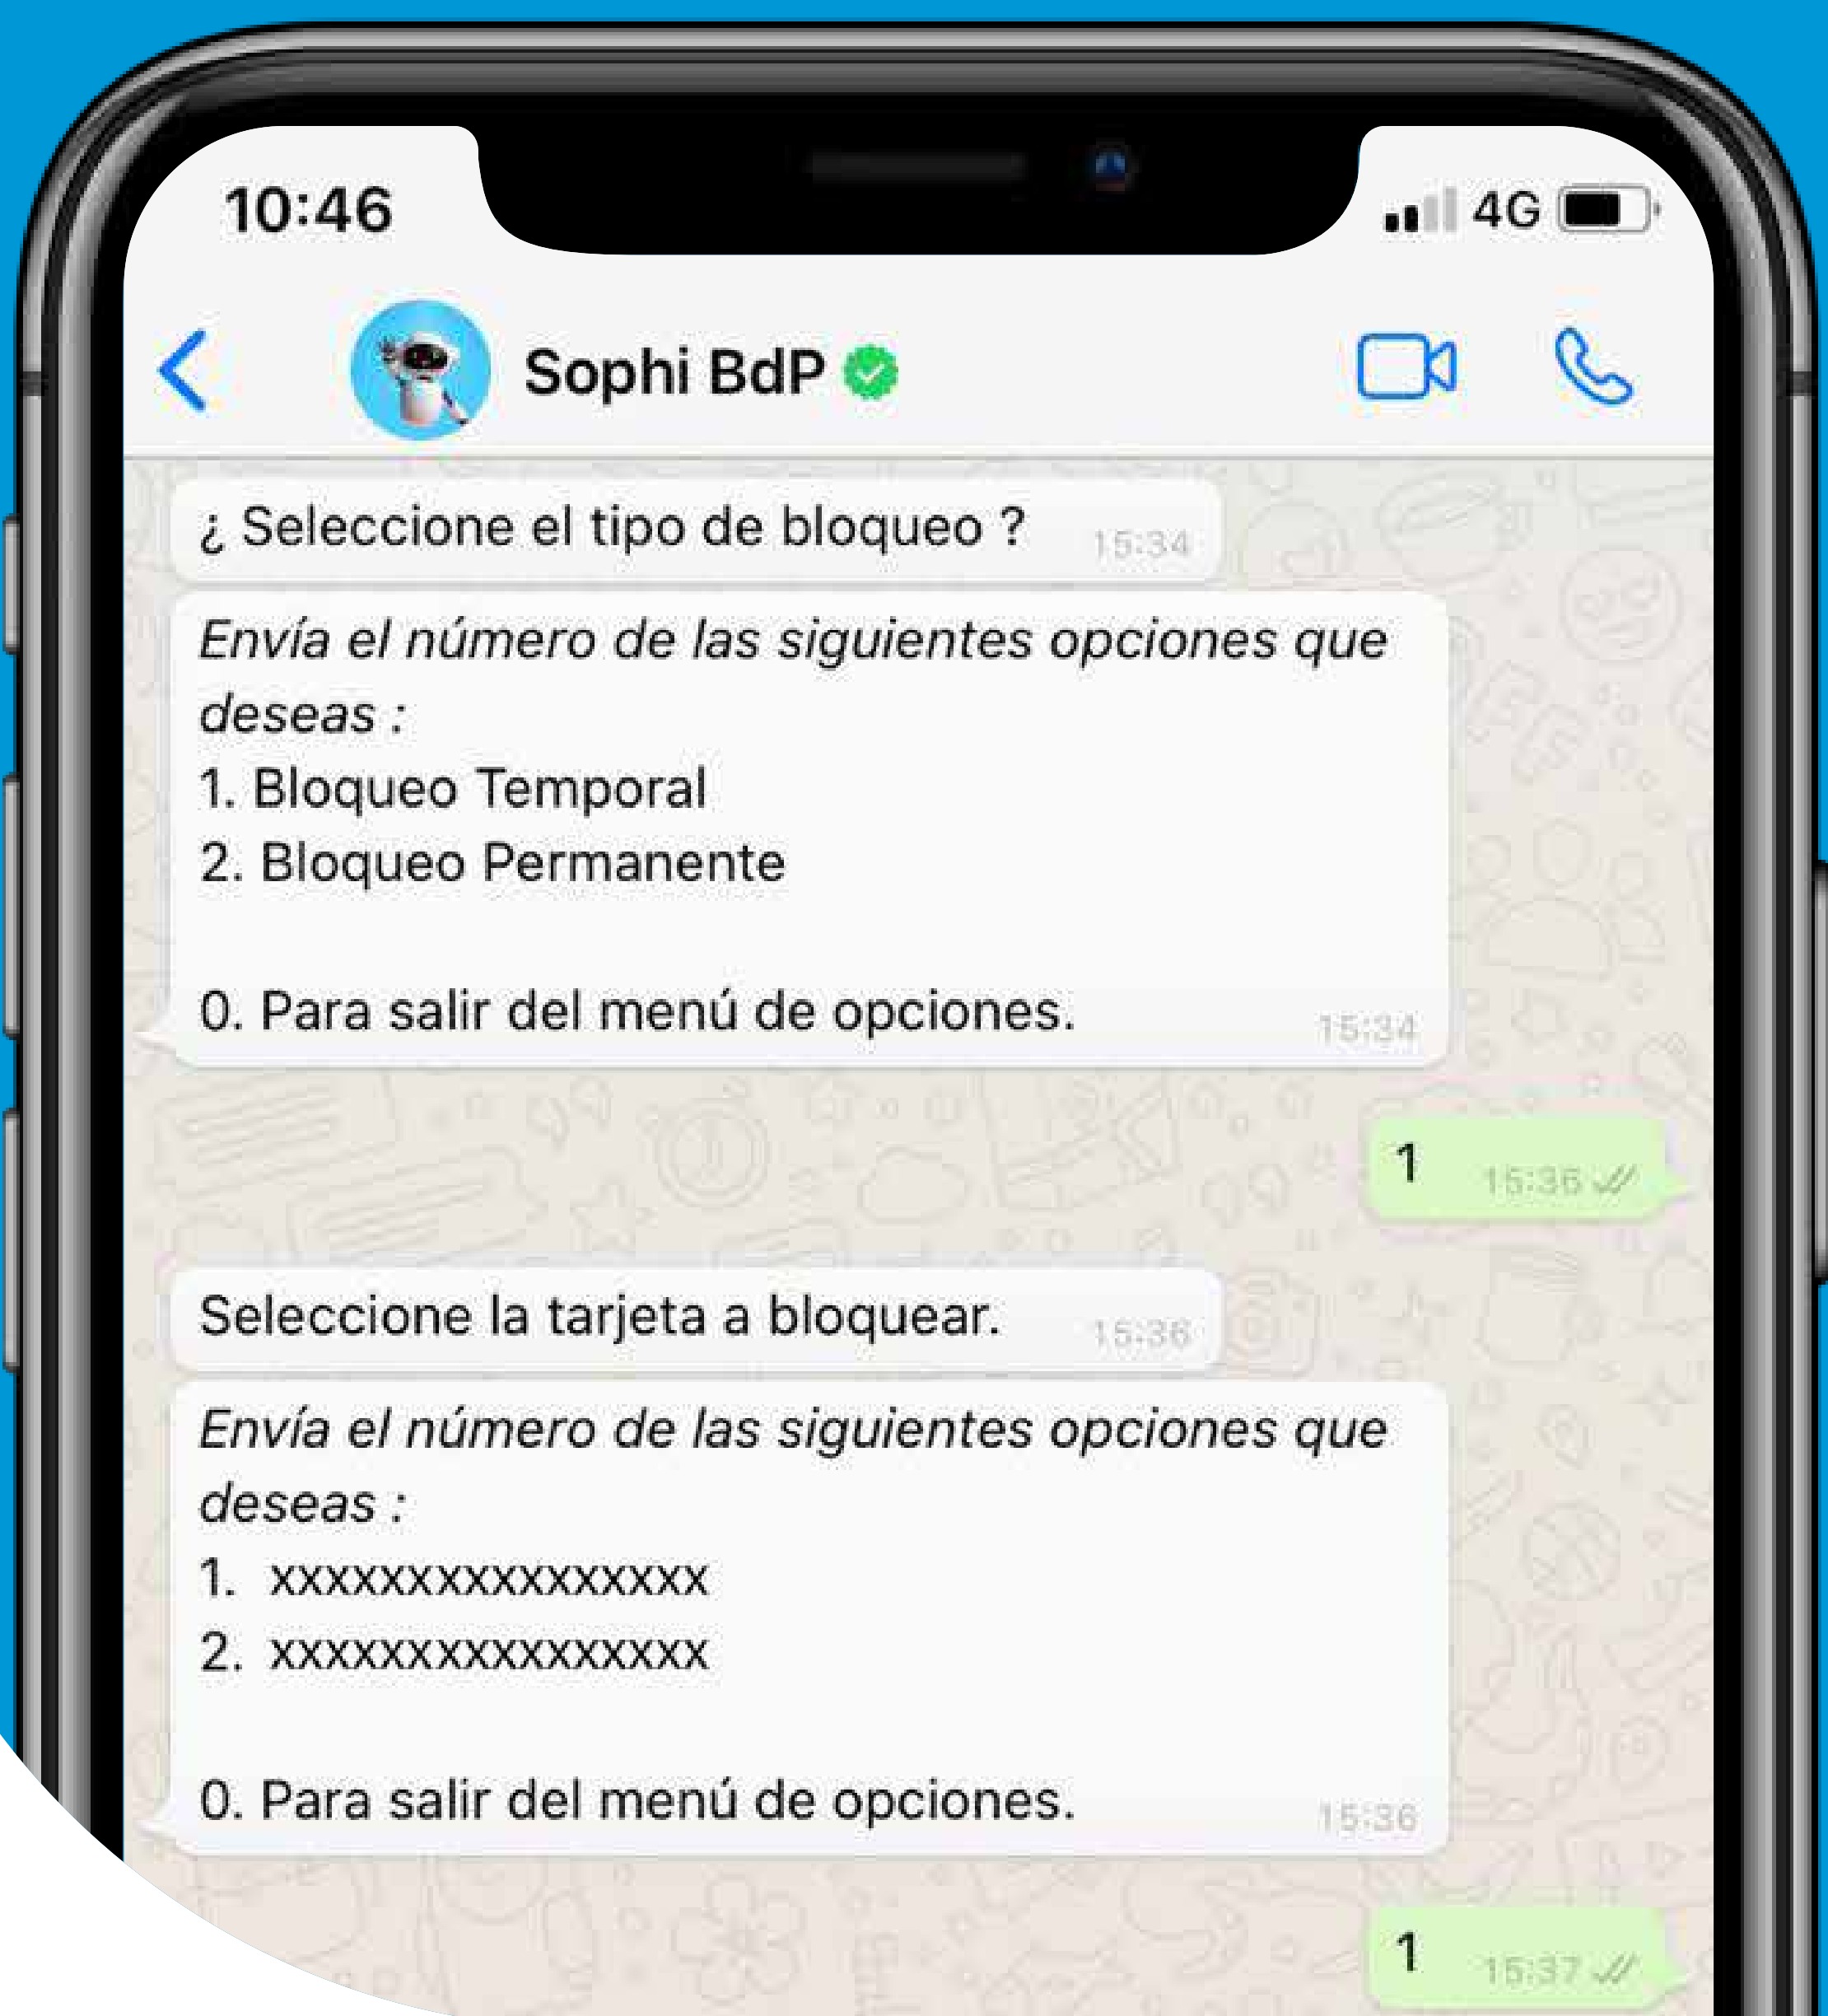 10:46
4G
Sophi BdP
¿ Seleccione el tipo de bloqueo ?
15:34
Envía el número de las siguientes opciones que
deseas :
1. Bloqueo Temporal
2. Bloqueo Permanente
0. Para salir del menú de opciones.
15:34
1
15:36
Seleccione la tarjeta a bloquear.
15:36
Envía el número de las siguientes opciones que
deseas :
1. xxxxxxxxxxxxxxxx
2. xxxxxxxxxxxxxxxx
0. Para salir del menú de opciones.
15:36
1
15:37